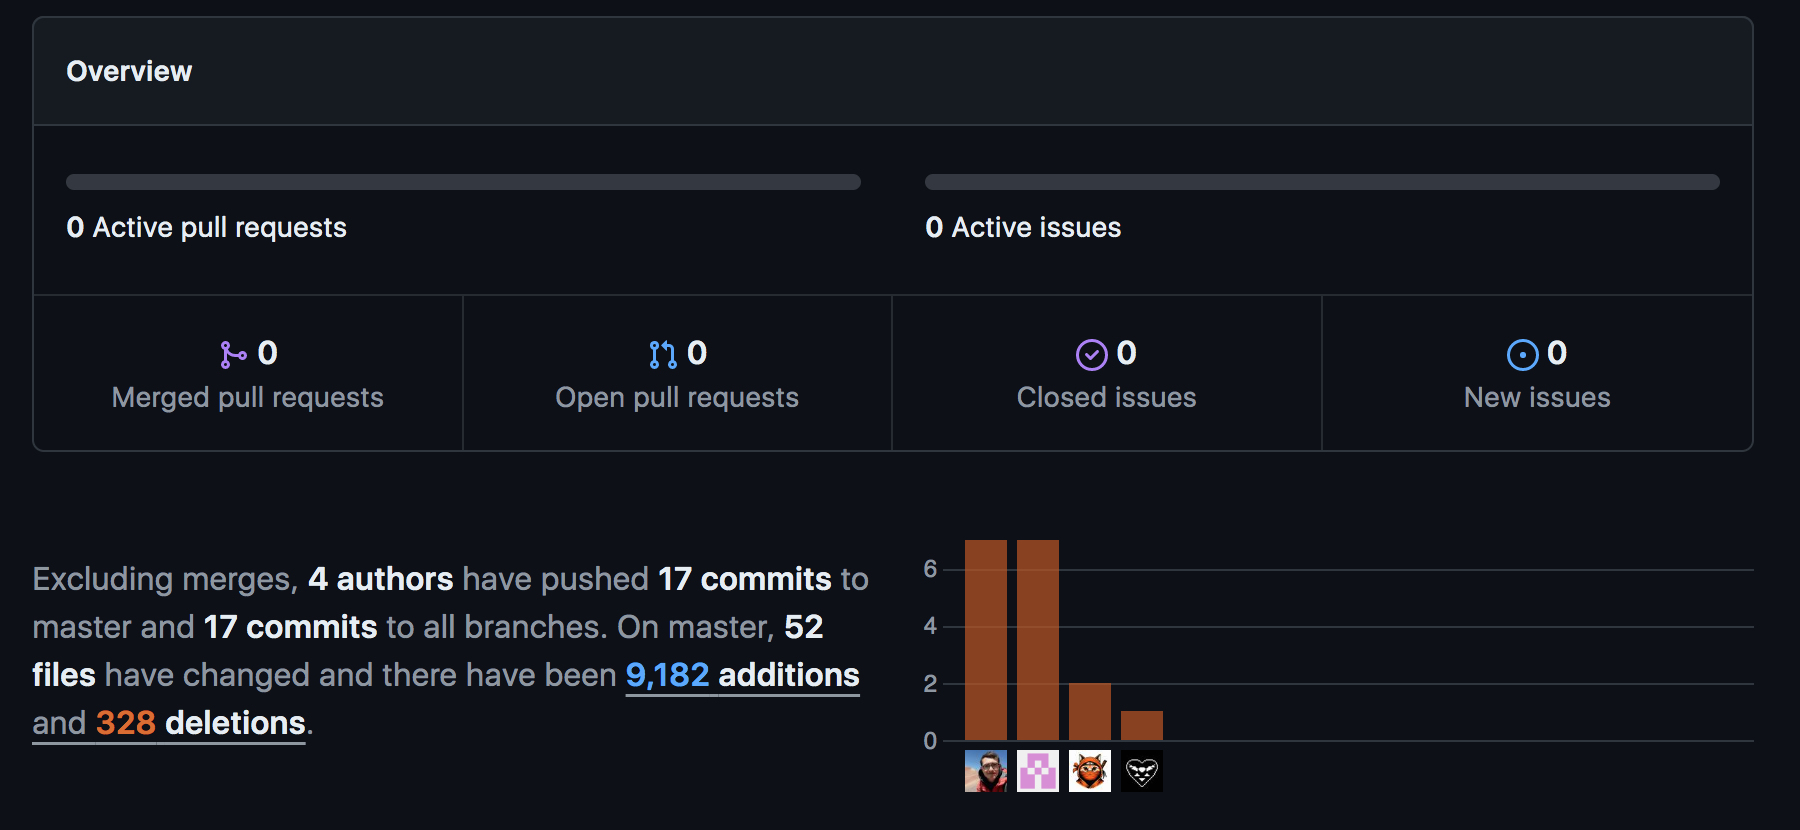 Overview
0 Active pull requests
0 Active issues
0
Merged pull requests
0
Open pull requests
0
Closed issues
0
New issues
Excluding merges, 4 authors have pushed 17 commits to
master and 17 commits to all branches. On master, 52
files have changed and there have been 9,182 additions
and 328 deletions.
6
4
2
0